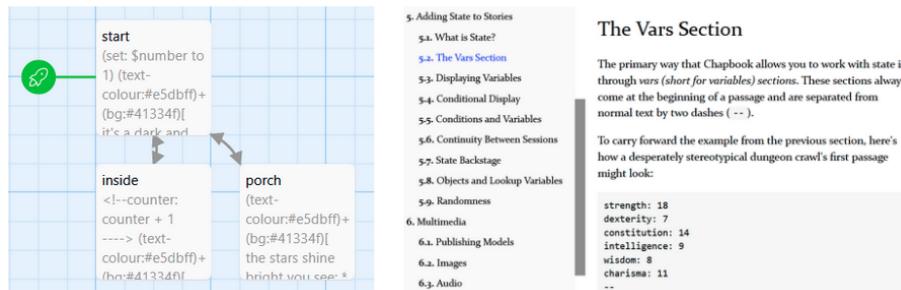 start
(set: $number to
1) (text-
colour:#e5dbff)+
(bg:#41334f)[
it's a dark and
inside
<!--counter:
counter + 1
----> (text-
colour:#e5dbff)+
(bg:#41334f)[
porch
(text-
colour:#e5dbff)+
(bg:#41334f)[
the stars shine
bright you see: *
5. Adding State to Stories
5.1. What is State?
5.2. The Vars Section
5.3. Displaying Variables
5.4. Conditional Display
5.5. Conditions and Variables
5.6. Continuity Between Sessions
5.7. State Backstage
5.8. Objects and Lookup Variables
5.9. Randomness
6. Multimedia
6.1. Publishing Models
6.2. Images
6.3. Audio
The Vars Section
The primary way that Chapbook allows you to work with state i
through vars (short for variables) sections. These sections alway
come at the beginning of a passage and are separated from
normal text by two dashes ( -- ).
To carry forward the example from the previous section, here's
how a desperately stereotypical dungeon crawl's first passage
might look:
strength: 18
dexterity: 7
constitution: 14
intelligence: 9
wisdom: 8
charisma: 11
--